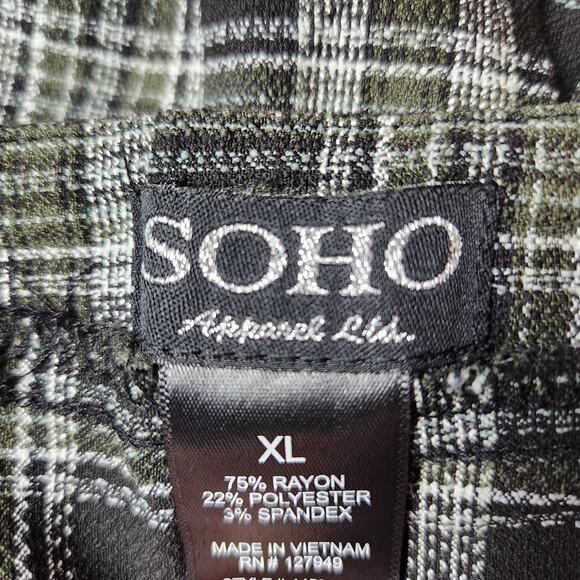 SOHO
Apparel Ltd.
XL
75% RAYON
22% POLYESTER
3% SPANDEX
MADE IN VIETNAM
RN# 127949